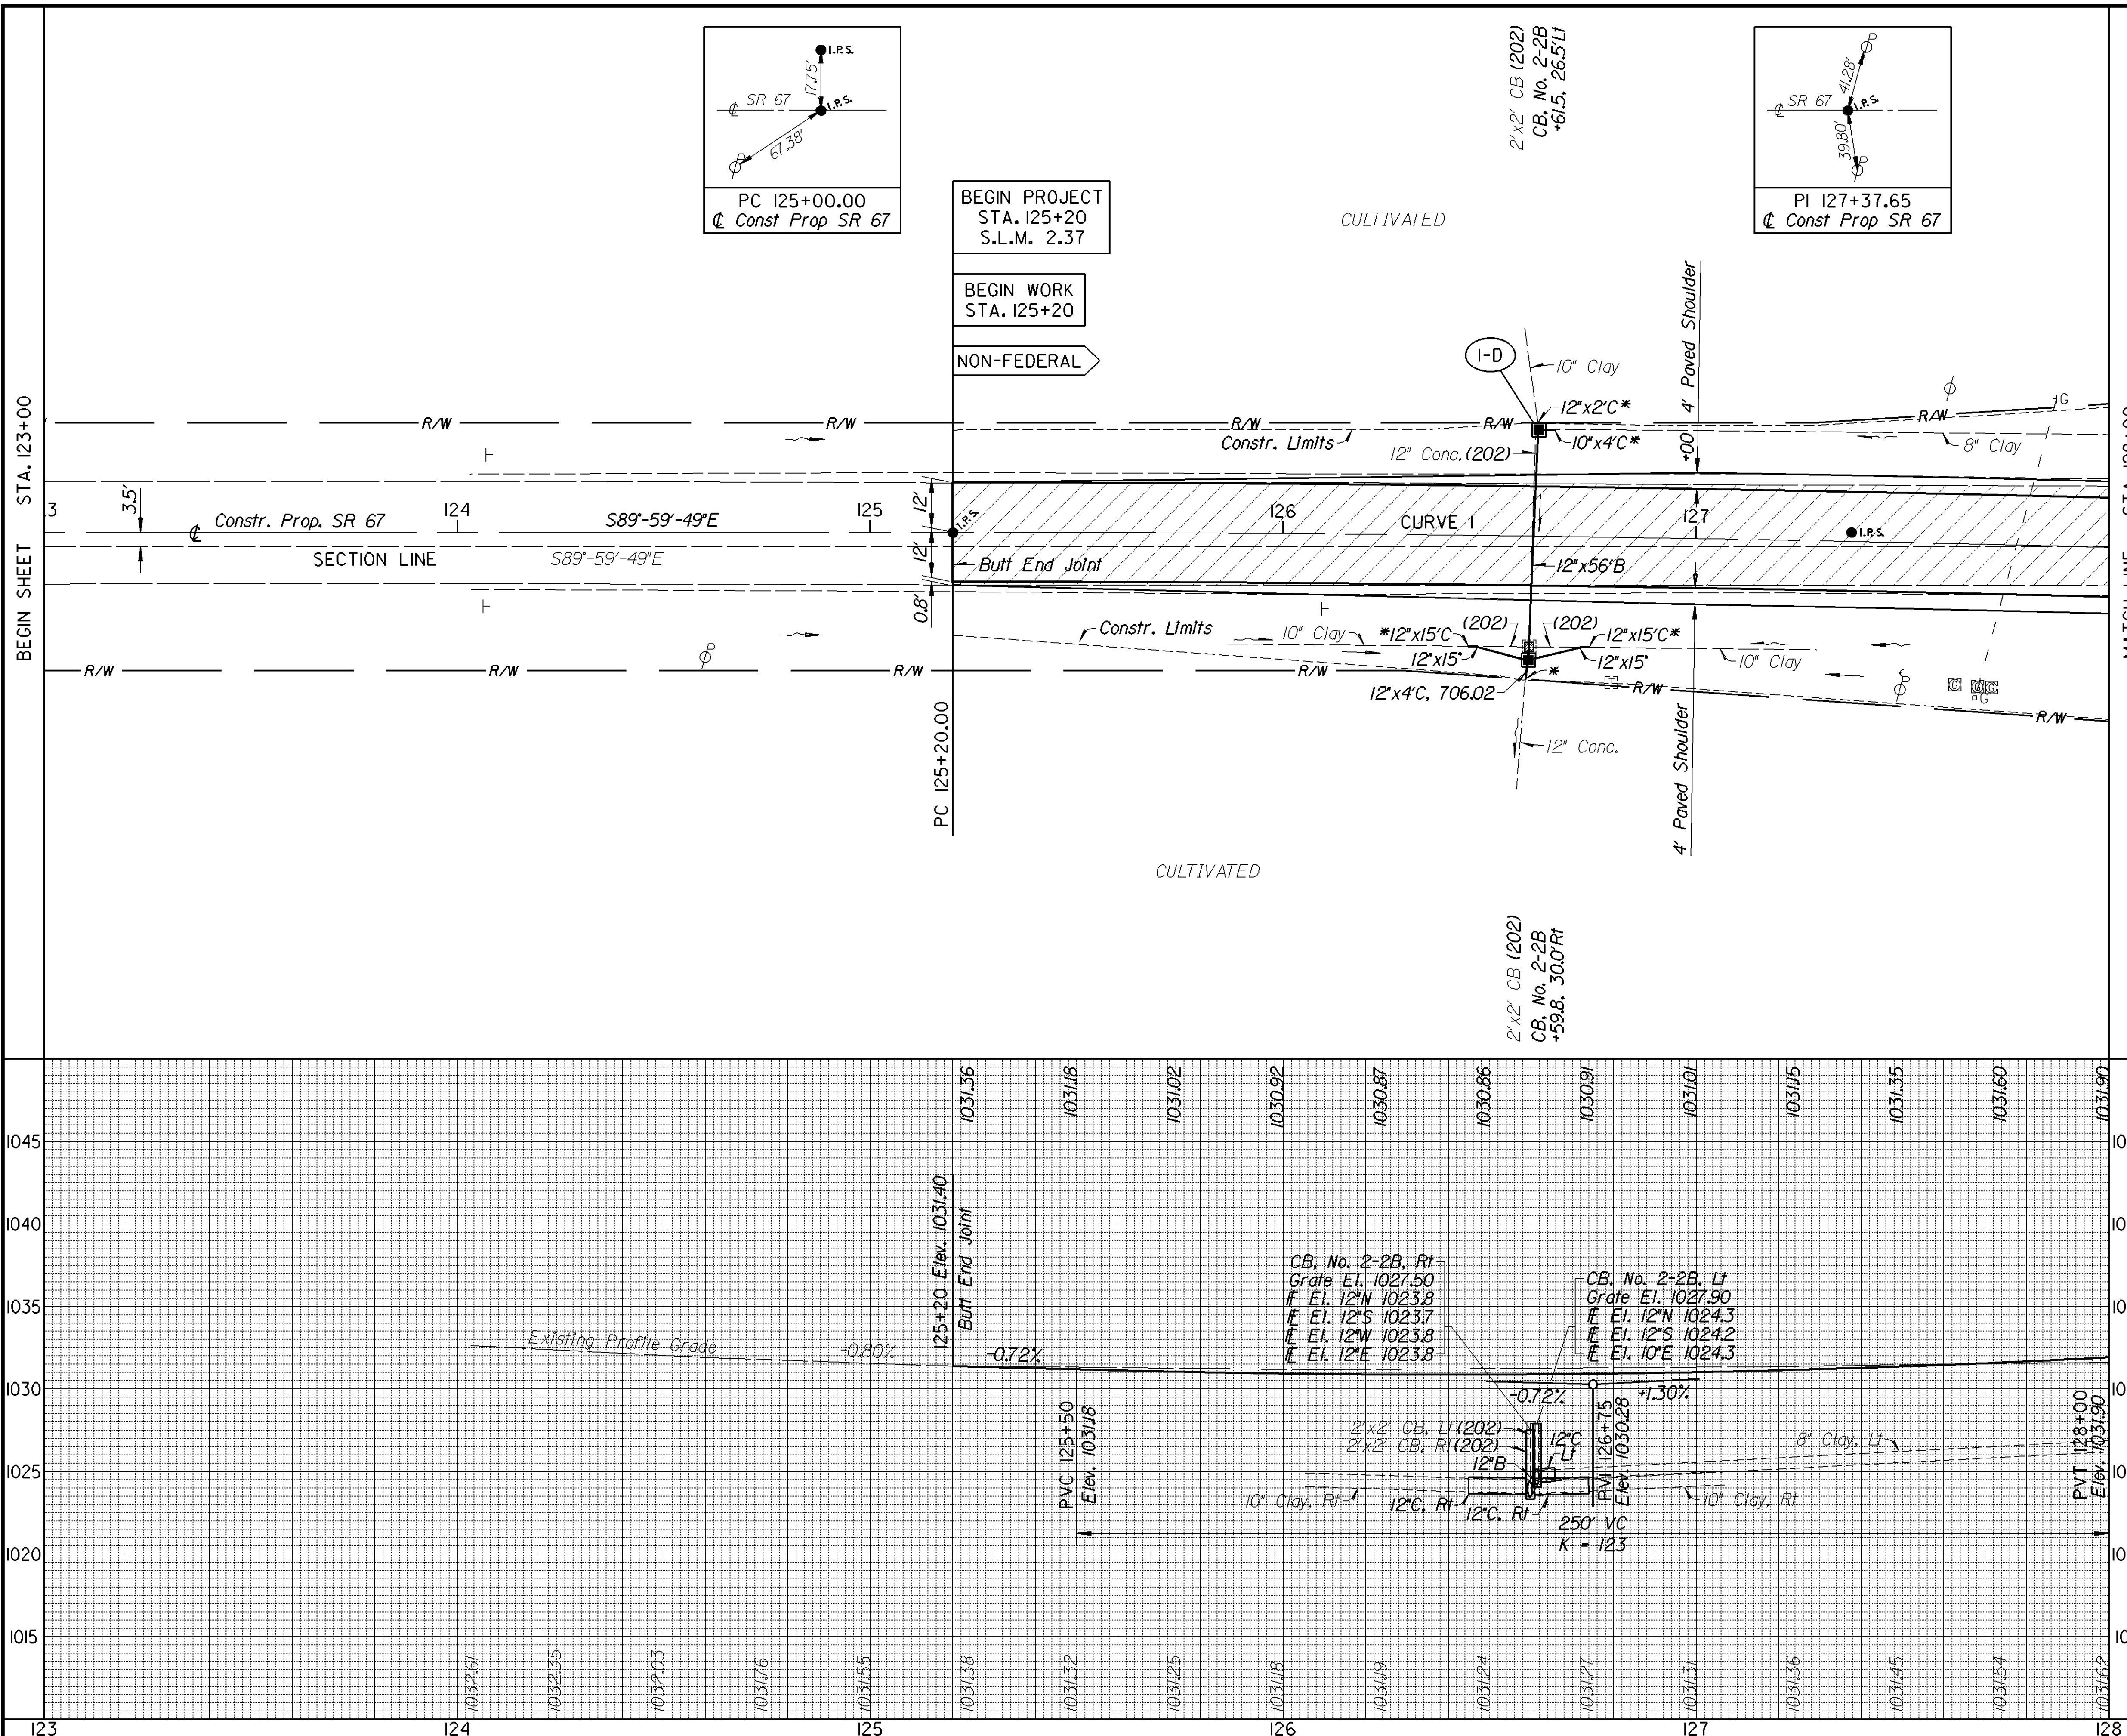 I.P.S.
17.75'
℄ SR 67
I.P.S.
67.38'
P
PC 125+00.00
℄ Const Prop SR 67
2'x2' CB (202)
CB, No. 2-2B
+61.5, 26.5'Lt
P
41.28'
℄ SR 67
I.P.S.
39.80'
P
PI 127+37.65
℄ Const Prop SR 67
BEGIN PROJECT
STA. 125+20
S.L.M. 2.37
BEGIN WORK
STA. 125+20
NON-FEDERAL
CULTIVATED
4' Paved Shoulder
+00
1-D
10" Clay
12"x2'C*
10"x4'C*
12" Conc.(202)
R/W
R/W
R/W
R/W
R/W
G
8" Clay
Constr. Limits
BEGIN SHEET STA. 123+00
3.5'
3
124
125
126
127
℄ Constr. Prop. SR 67
S89°-59'-49"E
SECTION LINE
S89°-59'-49"E
12'
12'
0.8'
I.P.S.
CURVE 1
I.P.S.
Butt End Joint
12"x56'B
Constr. Limits
10" Clay
*12"x15'C
(202)
(202)
12"x15'C*
12"x15°
12"x15°
10" Clay
12"x4'C, 706.02
*
T
P
P
G
G
G
G
R/W
R/W
R/W
R/W
R/W
12" Conc.
4' Paved Shoulder
PC 125+20.00
CULTIVATED
2'x2' CB (202)
CB, No. 2-2B
+59.8, 30.0'Rt
1031.36
1031.18
1031.02
1030.92
1030.87
1030.86
1030.91
1031.01
1031.15
1031.35
1031.60
1031.90
1045
1040
1035
1030
1025
1020
1015
125+20 Elev. 1031.40
Butt End Joint
Existing Profile Grade
-0.80%
-0.72%
CB, No. 2-2B, Rt
Grate El. 1027.50
℄ El. 12"N 1023.8
℄ El. 12"S 1023.7
℄ El. 12"W 1023.8
℄ El. 12"E 1023.8
CB, No. 2-2B, Lt
Grate El. 1027.90
℄ El. 12"N 1024.3
℄ El. 12"S 1024.2
℄ El. 10"E 1024.3
-0.72%
+1.30%
PVC 125+50
Elev. 1031.18
2'x2' CB, Lt(202)
2'x2' CB, Rt(202)
12"B
12"C
Lt
PVI 126+75
Elev. 1030.28
8" Clay, Lt
PVT 128+00
Elev. 1031.90
10" Clay, Rt
12"C, Rt
12"C, Rt
10" Clay, Rt
250' VC
K = 123
1032.61
1032.35
1032.03
1031.76
1031.55
1031.38
1031.32
1031.25
1031.18
1031.19
1031.24
1031.27
1031.31
1031.36
1031.45
1031.54
1031.62
123
124
125
126
127
128